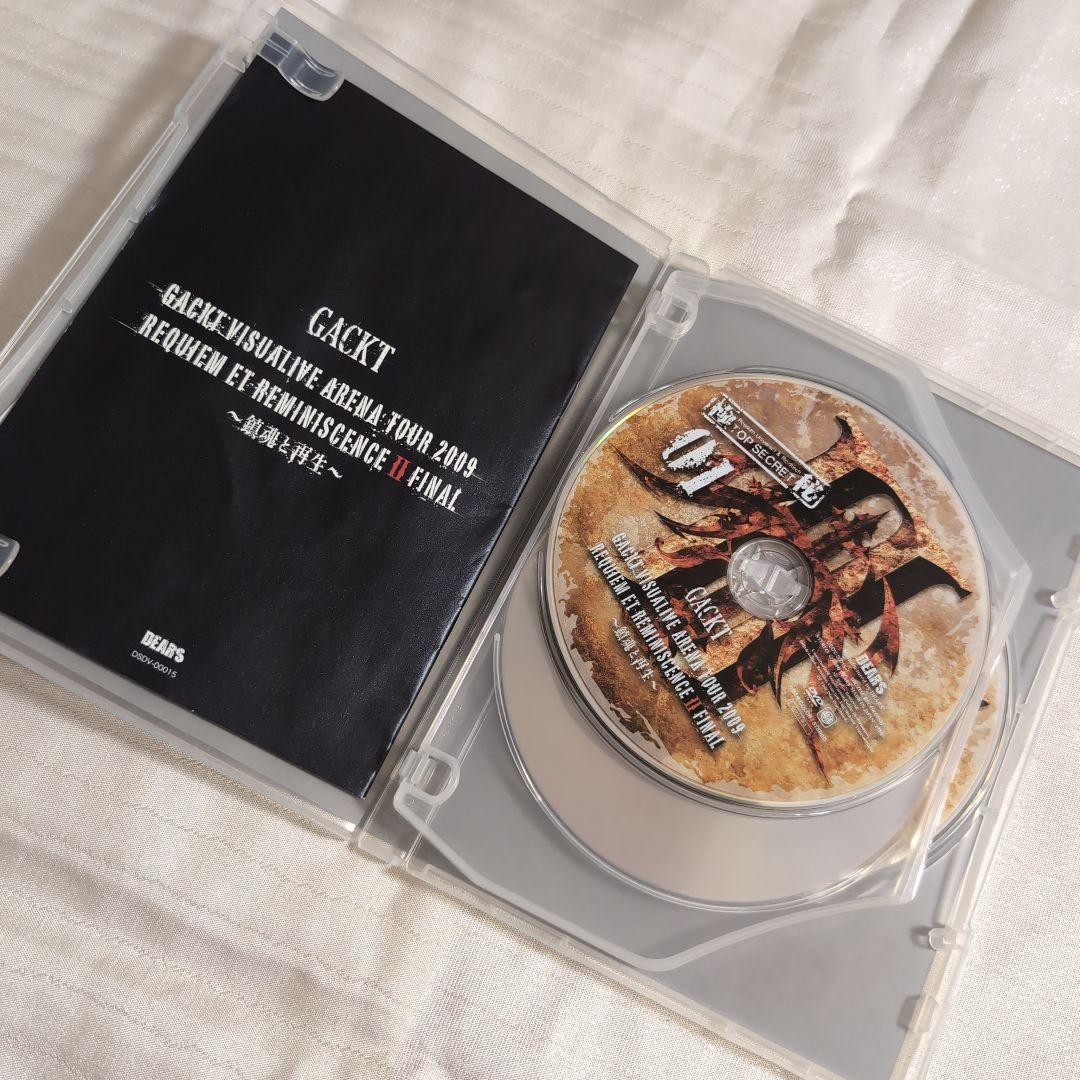 GACKT
GACKT VISUALIVE ARENA TOUR 2009
REQUIEM ET REMINISCENCE II FINAL
～鎮魂と再生～
DEARS
DSDV-00015
極
TOP SECRET
秘
01
GACKT
GACKT VISUALIVE ARENA TOUR 2009
REQUIEM ET REMINISCENCE II FINAL
～鎮魂と再生～
DEARS
DVD